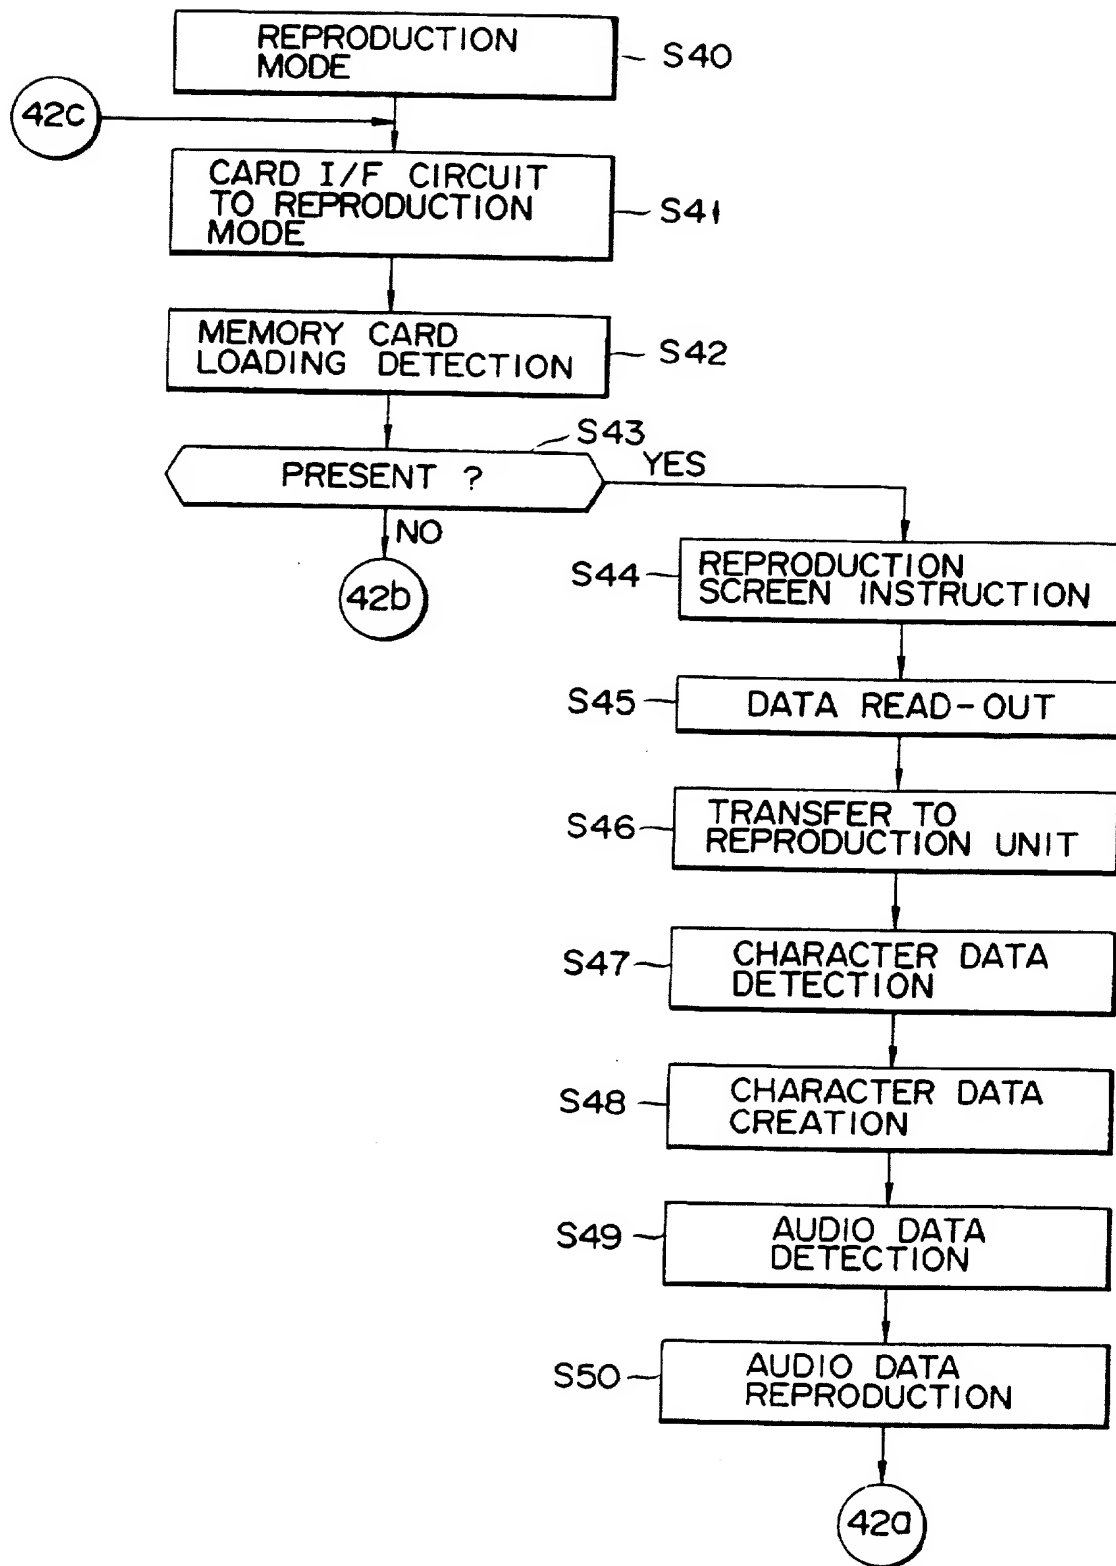 REPRODUCTION
MODE
S40
42c
CARD I/F CIRCUIT
TO REPRODUCTION
MODE
S41
MEMORY CARD
LOADING DETECTION
S42
S43
PRESENT ?
YES
NO
42b
S44
REPRODUCTION
SCREEN INSTRUCTION
S45
DATA READ-OUT
S46
TRANSFER TO
REPRODUCTION UNIT
S47
CHARACTER DATA
DETECTION
S48
CHARACTER DATA
CREATION
S49
AUDIO DATA
DETECTION
S50
AUDIO DATA
REPRODUCTION
42a